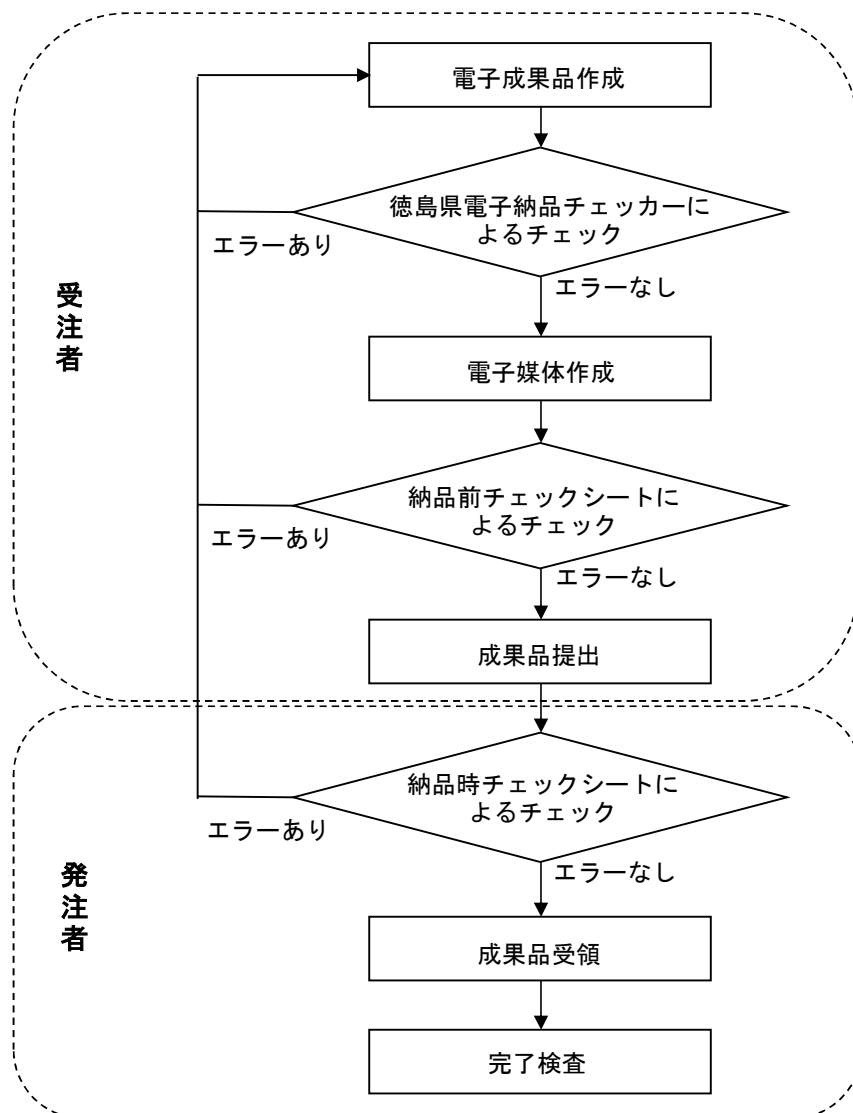 電子成果品作成
徳島県電子納品チェッカーに
よるチェック
エラーあり
エラーなし
受注者
電子媒体作成
納品前チェックシートに
よるチェック
エラーあり
エラーなし
成果品提出
納品時チェックシートに
よるチェック
エラーあり
エラーなし
発注者
成果品受領
完了検査